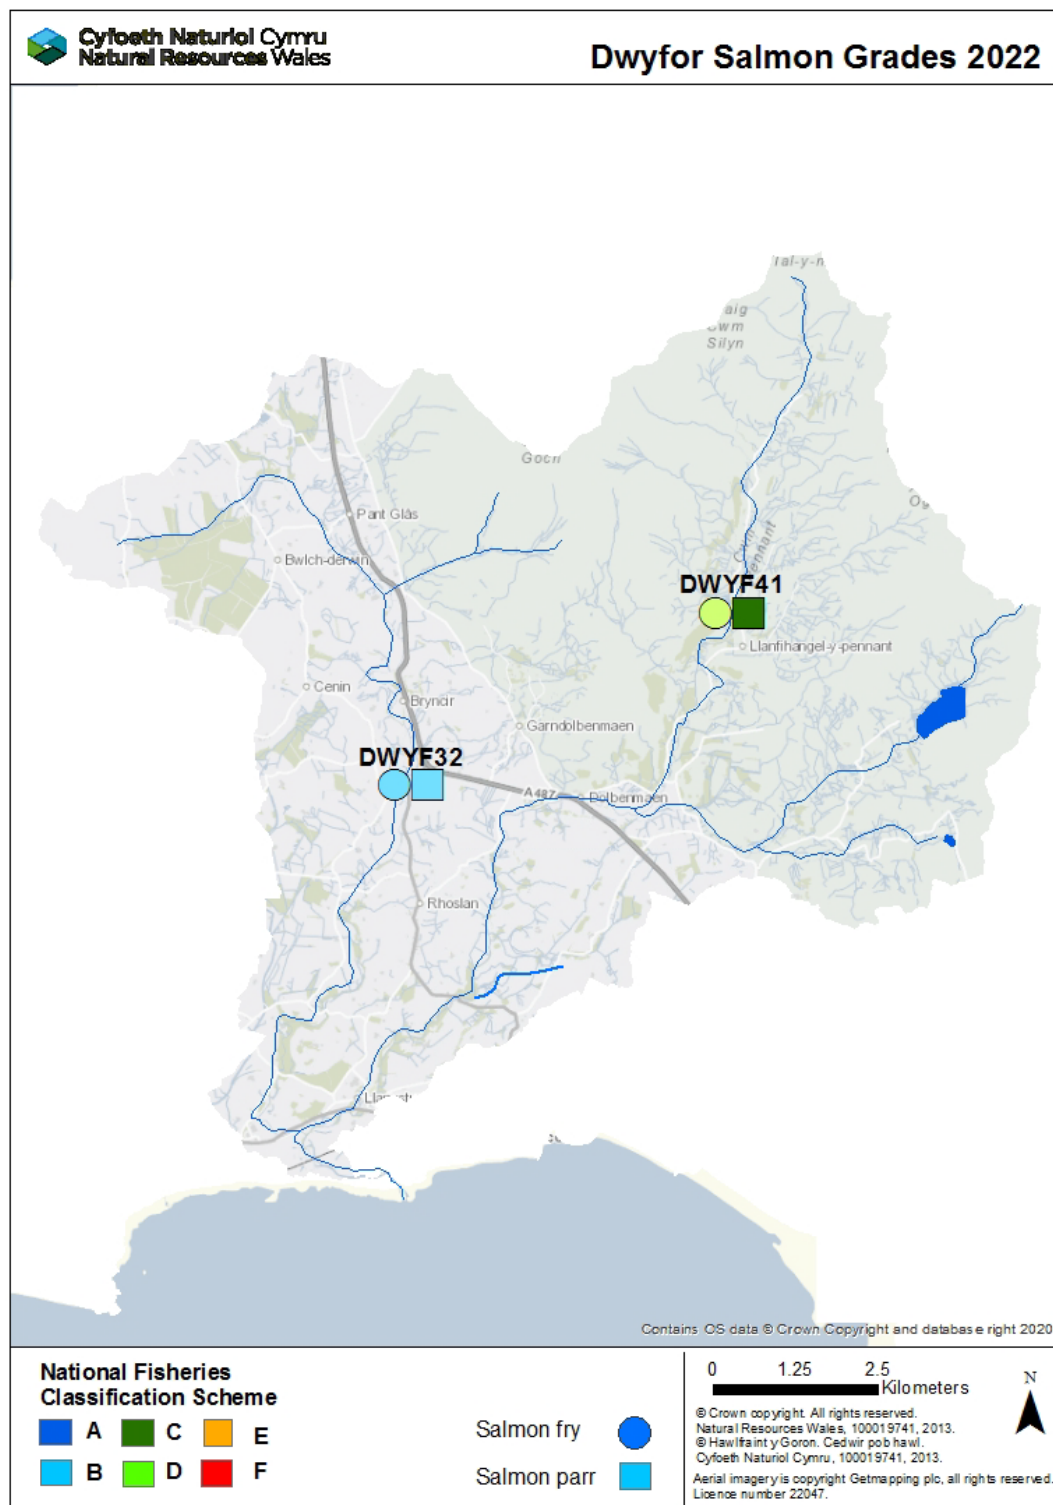 Cyfoeth Naturiol Cymru
Natural Resources Wales
Dwyfor Salmon Grades 2022
tal-y-n
aig
Cwm
Silyn
Goch
Pant Glâs
Bwlch-derwin
Cwm
Pennant
DWYF41
Llanfihangel-y-pennant
Cenin
Bryncir
Garndolbenmaen
DWYF32
A487
Dolbenmaen
Rhoslan
Contains OS data © Crown Copyright and database right 2020
National Fisheries
Classification Scheme
A C E
B D F
Salmon fry
Salmon parr
0 1.25 2.5
Kilometers
N
© Crown copyright. All rights reserved.
Natural Resources Wales, 100019741, 2013.
© Hawlfraint y Goron. Cedwir pob hawl.
Cyfoeth Naturiol Cymru, 100019741, 2013.
Aerial imagery is copyright Getmapping plc, all rights reserved.
Licence number 22047.